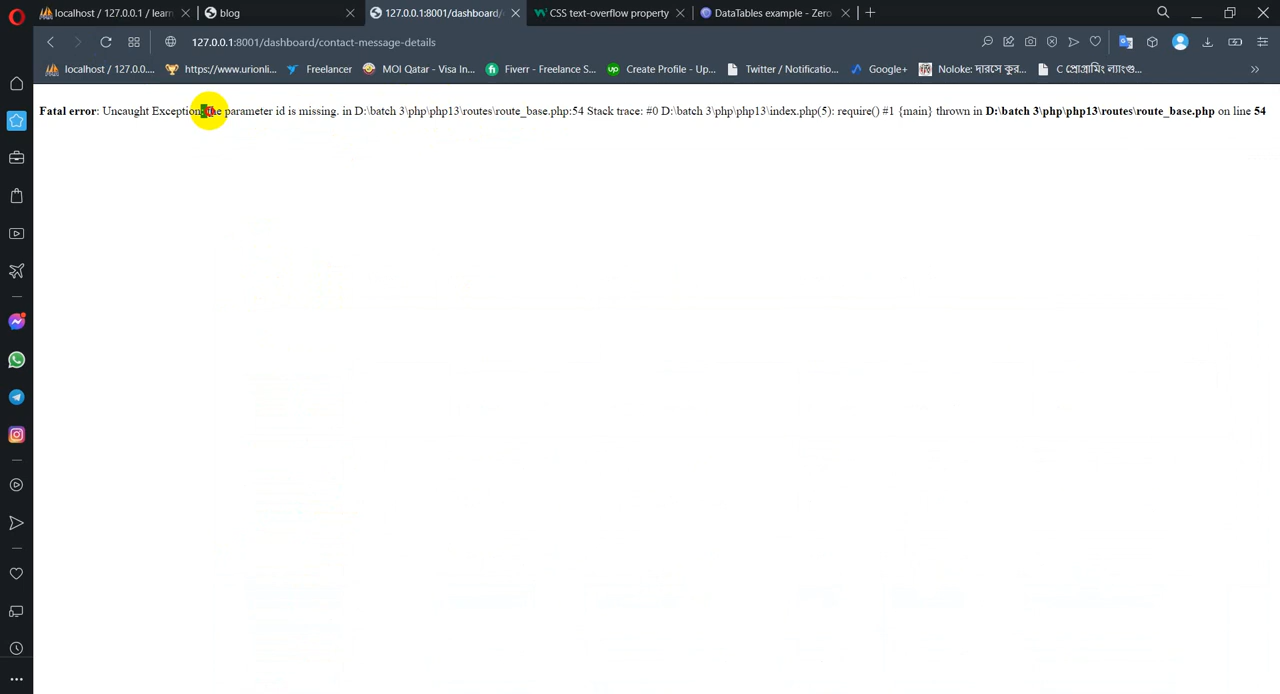 localhost / 127.0.0.1 / learn
blog
127.0.0.1:8001/dashboard/
CSS text-overflow property
DataTables example - Zero
127.0.0.1:8001/dashboard/contact-message-details
localhost / 127.0.0....
https://www.urionli...
Freelancer
MOI Qatar - Visa In...
Fiverr - Freelance S...
Create Profile - Up...
Twitter / Notificatio...
Google+
Noloke: দারসে কুর...
C প্রোগ্রামিং ল্যাংগু...
Fatal error: Uncaught Exception: the parameter id is missing. in D:\batch 3\php\php13\routes\route_base.php:54 Stack trace: #0 D:\batch 3\php\php13\index.php(5): require() #1 {main} thrown in D:\batch 3\php\php13\routes\route_base.php on line 54